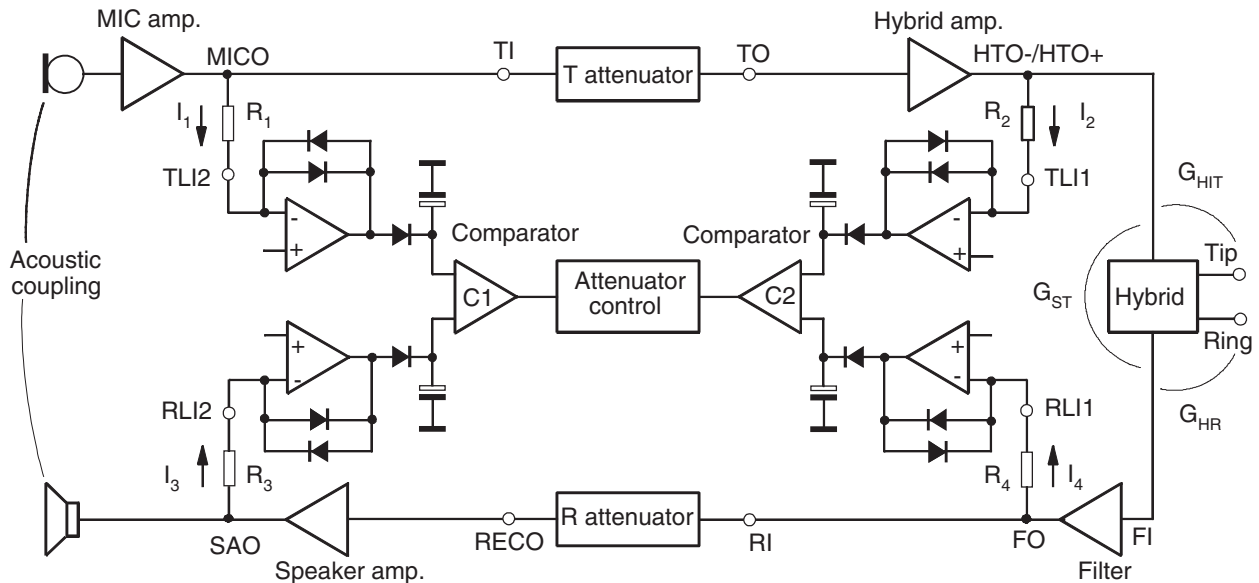 MIC amp.
Hybrid amp.
MICO
TI
T attenuator
TO
HTO-/HTO+
I1
R1
R2
I2
TLI2
TLI1
GHIT
-
+
-
+
Comparator
Comparator
Acoustic
coupling
C1
Attenuator
control
C2
GST
Hybrid
Tip
Ring
+
-
+
-
RLI2
RLI1
GHR
I3
R3
R4
I4
SAO
Speaker amp.
RECO
R attenuator
RI
FO
FI
Filter